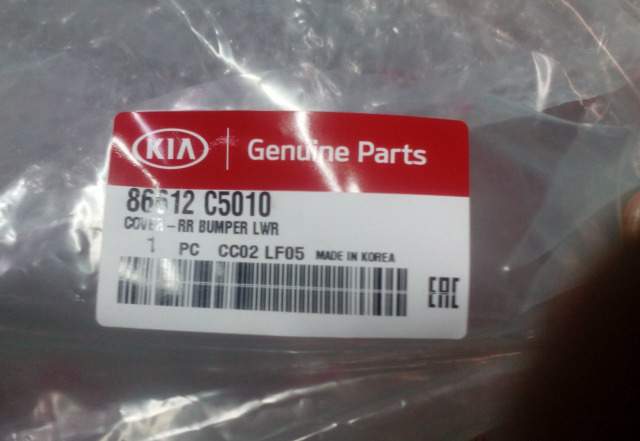 KIA Genuine Parts
86612 C5010
COVER-RR BUMPER LWR
1 PC CC02 LF05 MADE IN KOREA
EAC